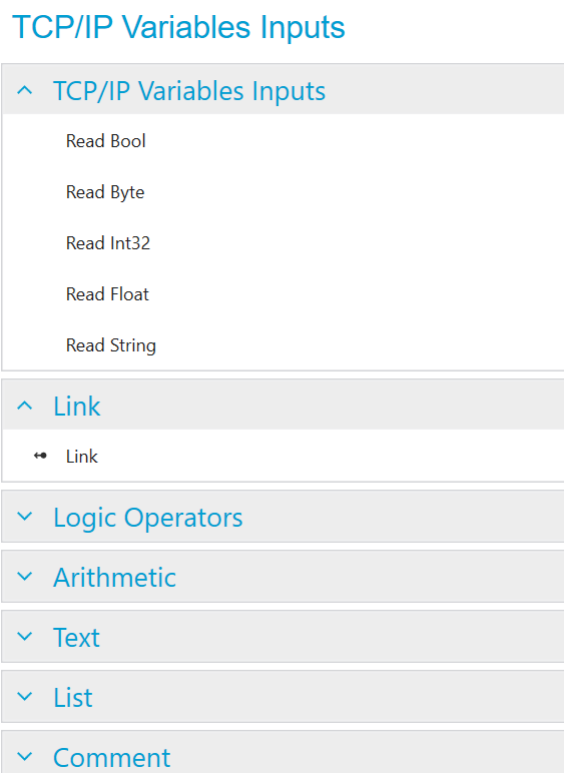 TCP/IP Variables Inputs
TCP/IP Variables Inputs
Read Bool
Read Byte
Read Int32
Read Float
Read String
Link
Link
Logic Operators
Arithmetic
Text
List
Comment